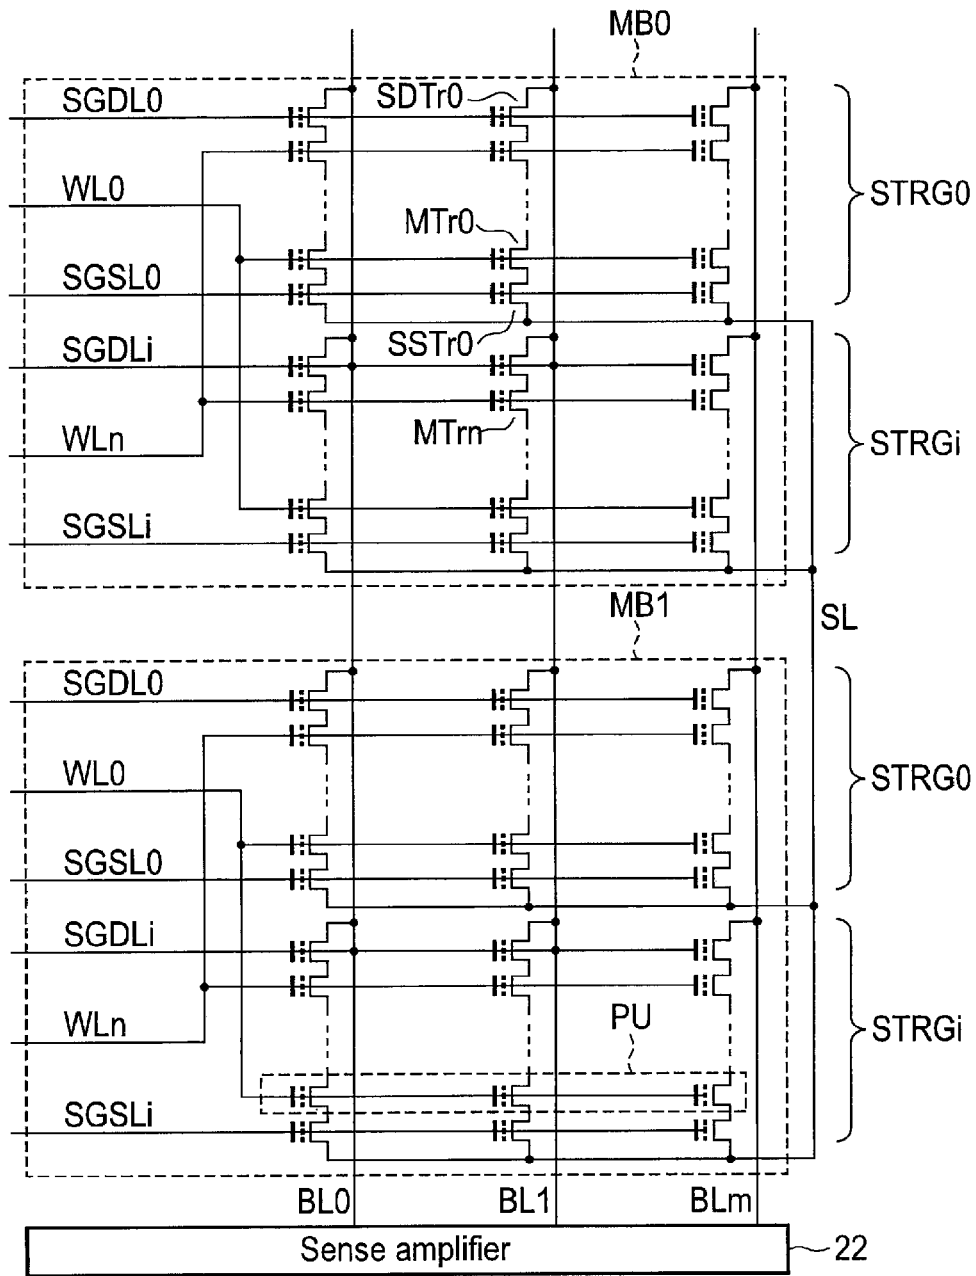 MB0
SGDL0
SDTr0
WL0
STRG0
MTr0
SGSL0
SSTr0
SGDLi
MTrn
WLn
STRGi
SGSLi
MB1
SL
SGDL0
WL0
STRG0
SGSL0
SGDLi
PU
WLn
STRGi
SGSLi
BL0
BL1
BLm
Sense amplifier
22